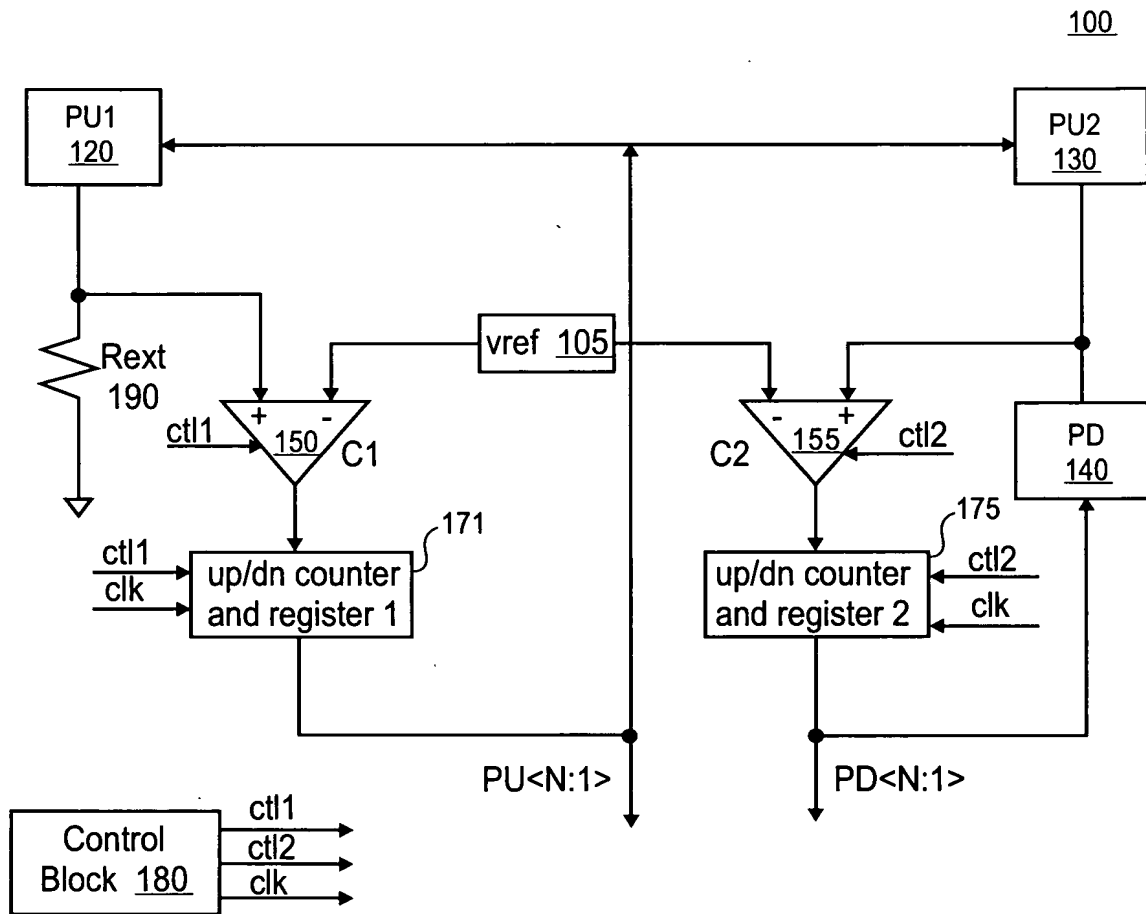 100
PU1
120
PU2
130
vref 105
Rext
190
+ -
- +
ctl1
150
C1
C2
155
ctl2
PD
140
171
175
ctl1
clk
up/dn counter
and register 1
up/dn counter
and register 2
ctl2
clk
PU<N:1>
PD<N:1>
Control
Block 180
ctl1
ctl2
clk